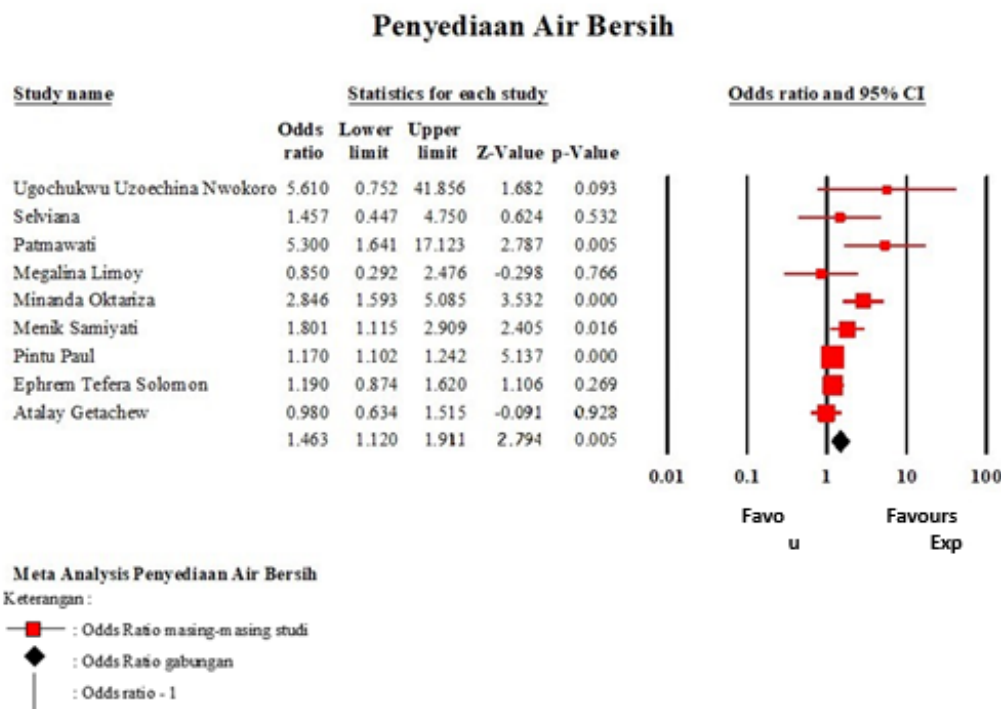 Penyediaan Air Bersih
Study name Statistics for each study Odds ratio and 95% CI
Odds Lower Upper
ratio limit limit Z-Value p-Value
Ugochukwu Uzoechina Nwokoro 5.610 0.752 41.856 1.682 0.093
Selviana 1.457 0.447 4.750 0.624 0.532
Patmawati 5.300 1.641 17.123 2.787 0.005
Megalina Limoy 0.850 0.292 2.476 -0.298 0.766
Minanda Oktariza 2.846 1.593 5.085 3.532 0.000
Menik Samiyati 1.801 1.115 2.909 2.405 0.016
Pintu Paul 1.170 1.102 1.242 5.137 0.000
Ephrem Tefera Solomon 1.190 0.874 1.620 1.106 0.269
Atalay Getachew 0.980 0.634 1.515 -0.091 0.928
1.463 1.120 1.911 2.794 0.005
0.01 0.1 1 10 100
Favo Favours
u Exp
Meta Analysis Penyediaan Air Bersih
Keterangan :
: Odds Ratio masing-masing studi
: Odds Ratio gabungan
: Odds ratio - 1